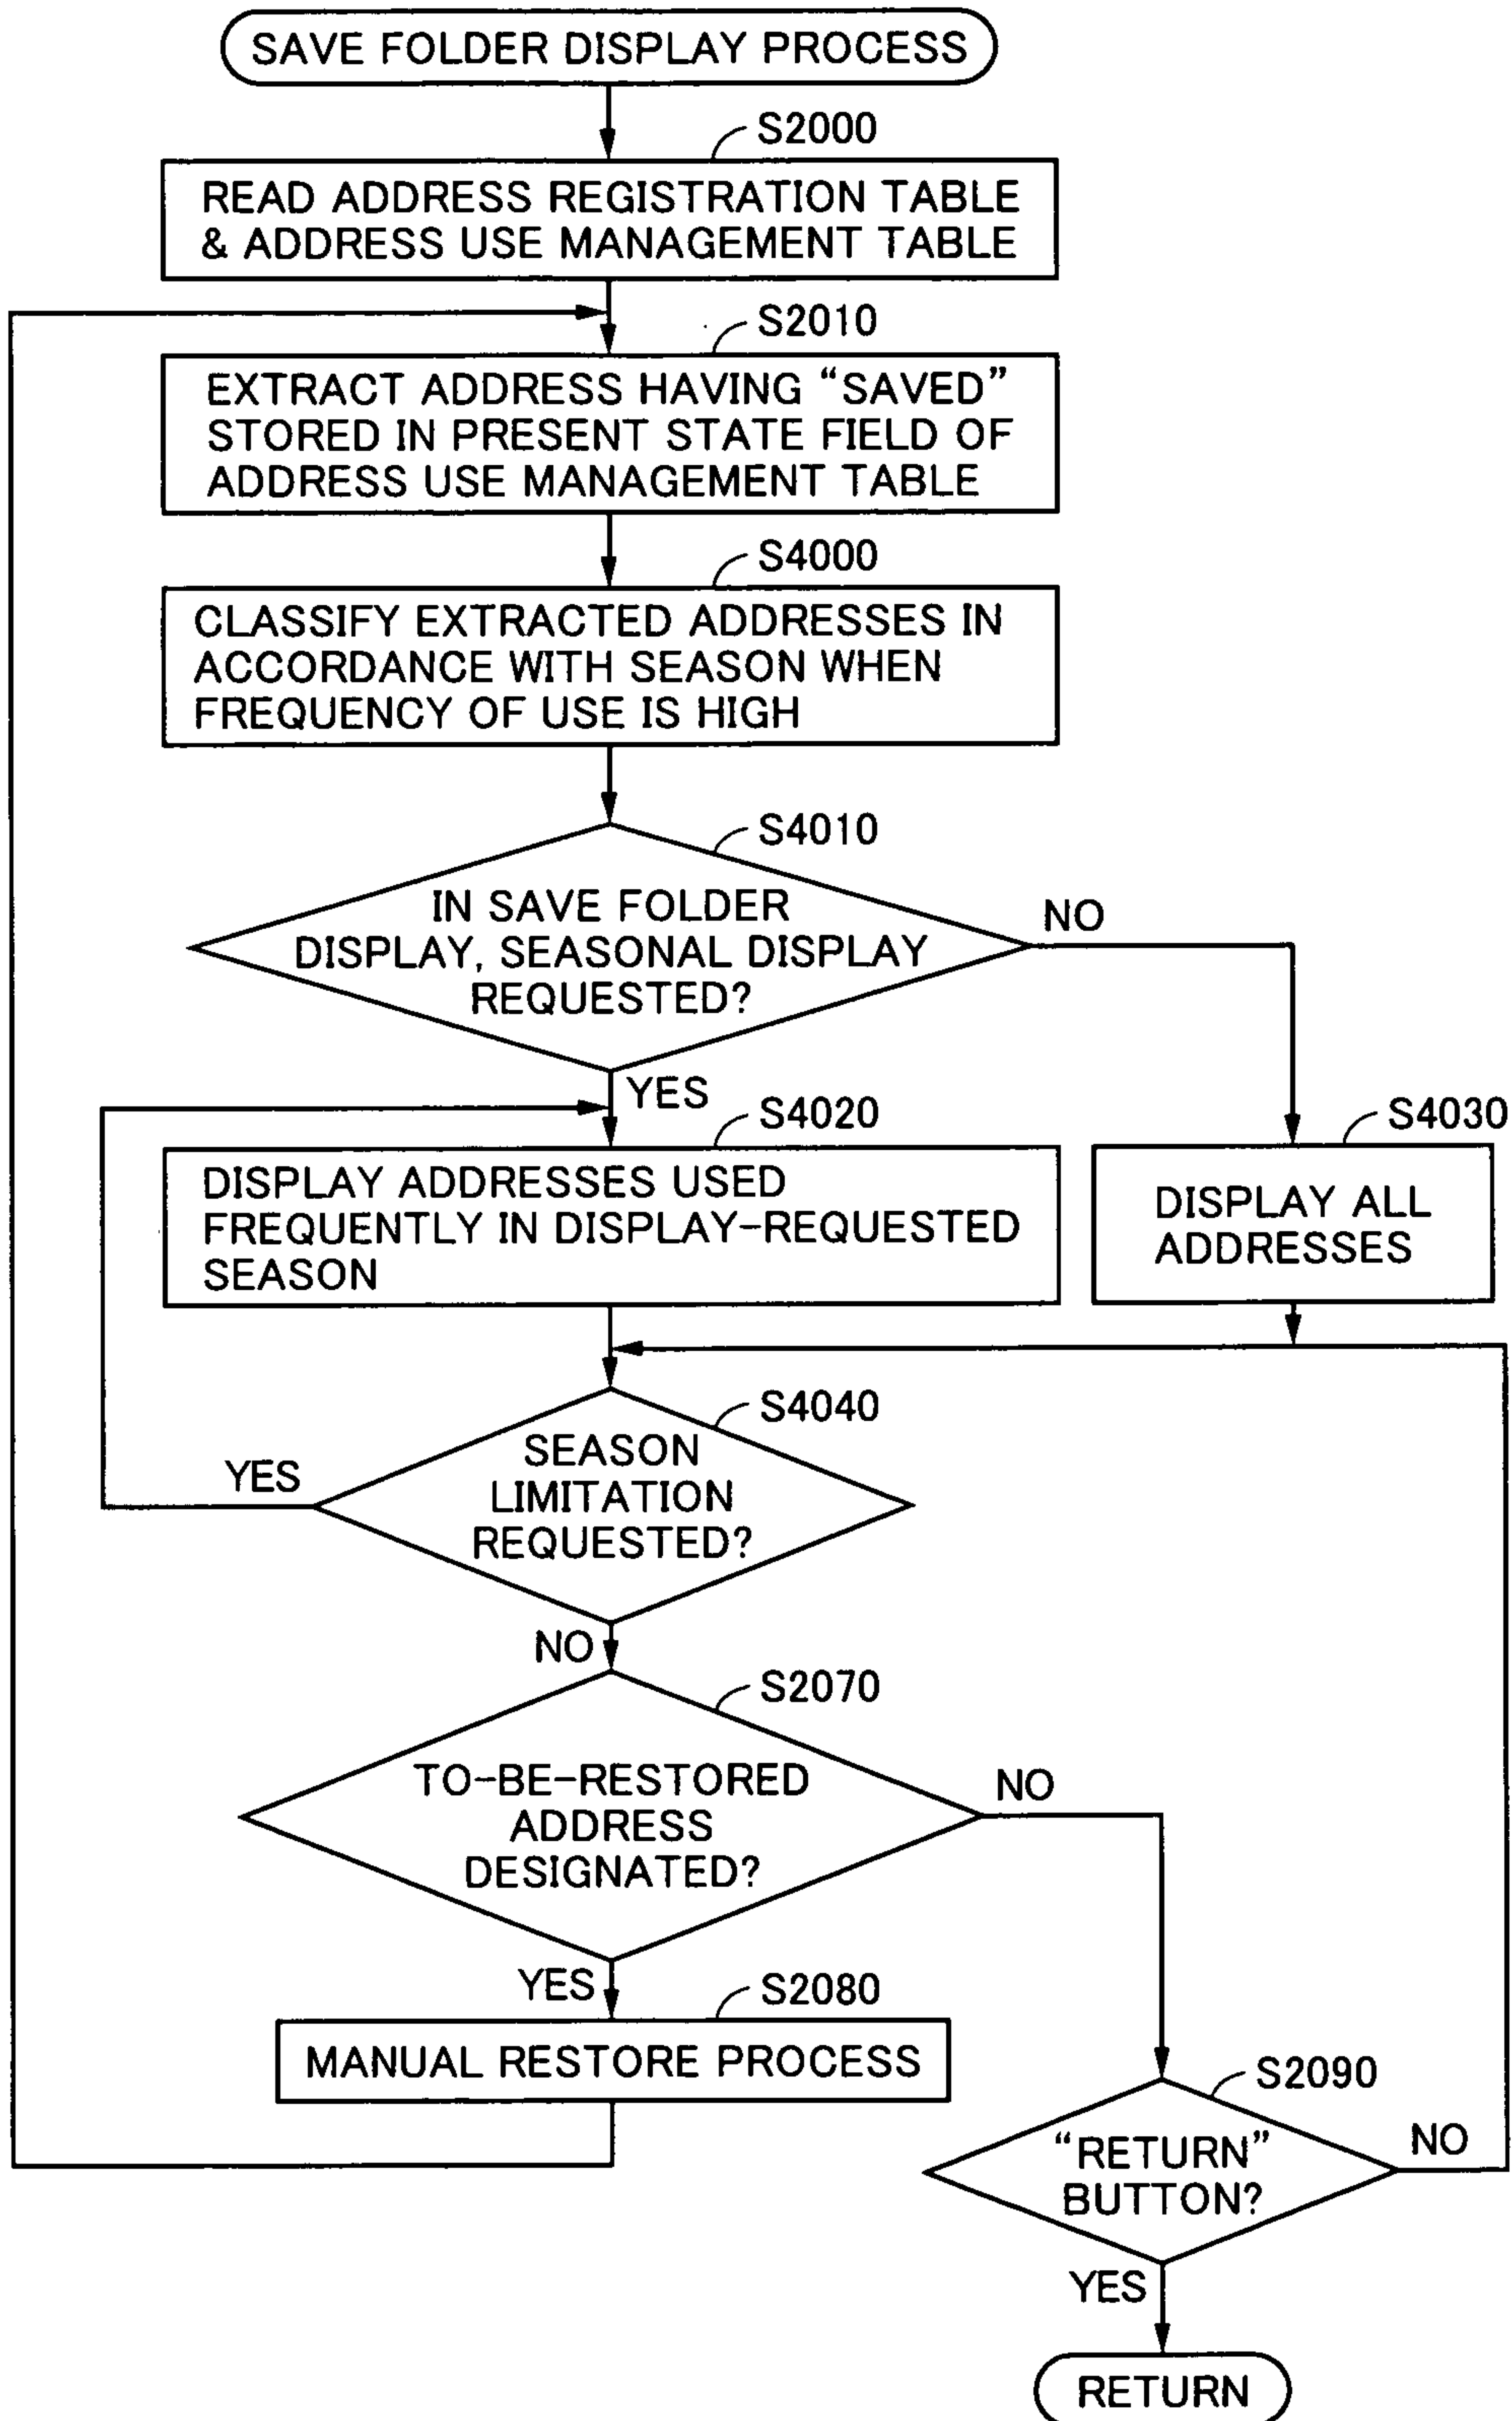 SAVE FOLDER DISPLAY PROCESS
S2000
READ ADDRESS REGISTRATION TABLE
& ADDRESS USE MANAGEMENT TABLE
S2010
EXTRACT ADDRESS HAVING “SAVED”
STORED IN PRESENT STATE FIELD OF
ADDRESS USE MANAGEMENT TABLE
S4000
CLASSIFY EXTRACTED ADDRESSES IN
ACCORDANCE WITH SEASON WHEN
FREQUENCY OF USE IS HIGH
S4010
IN SAVE FOLDER
DISPLAY, SEASONAL DISPLAY
REQUESTED?
NO
YES
S4020
DISPLAY ADDRESSES USED
FREQUENTLY IN DISPLAY-REQUESTED
SEASON
S4030
DISPLAY ALL
ADDRESSES
S4040
SEASON
LIMITATION
REQUESTED?
YES
NO
S2070
TO-BE-RESTORED
ADDRESS
DESIGNATED?
NO
YES
S2080
MANUAL RESTORE PROCESS
S2090
“RETURN”
BUTTON?
NO
YES
RETURN